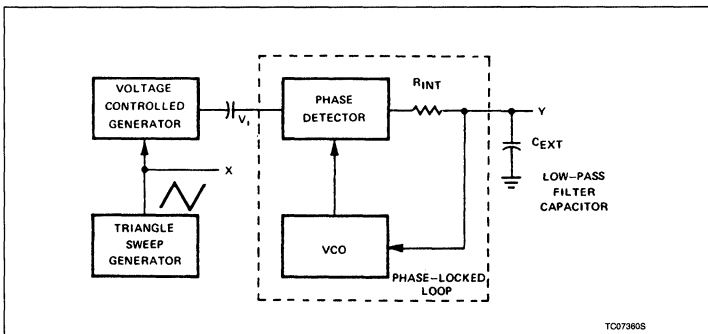 VOLTAGE
CONTROLLED
GENERATOR
V₁
PHASE
DETECTOR
RINT
Y
CEXT
LOW-PASS
FILTER
CAPACITOR
X
TRIANGLE
SWEEP
GENERATOR
VCO
PHASE-LOCKED
LOOP
TC07360S